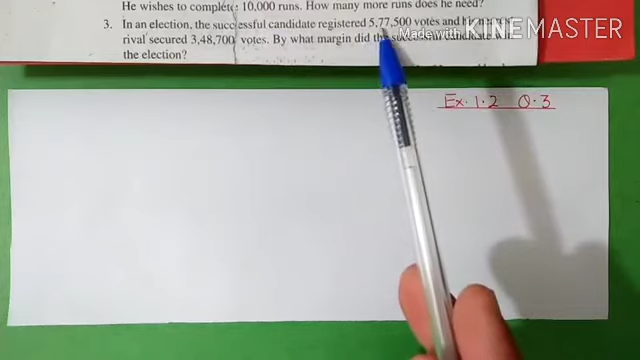 He wishes to complete 10,000 runs. How many more runs does he need?
3. In an election, the successful candidate registered 5,77,500 votes and his
rival secured 3,48,700 votes. By what margin did the successful candidate
the election?
Made with KINEMASTER
Ex. 1.2 Q.3